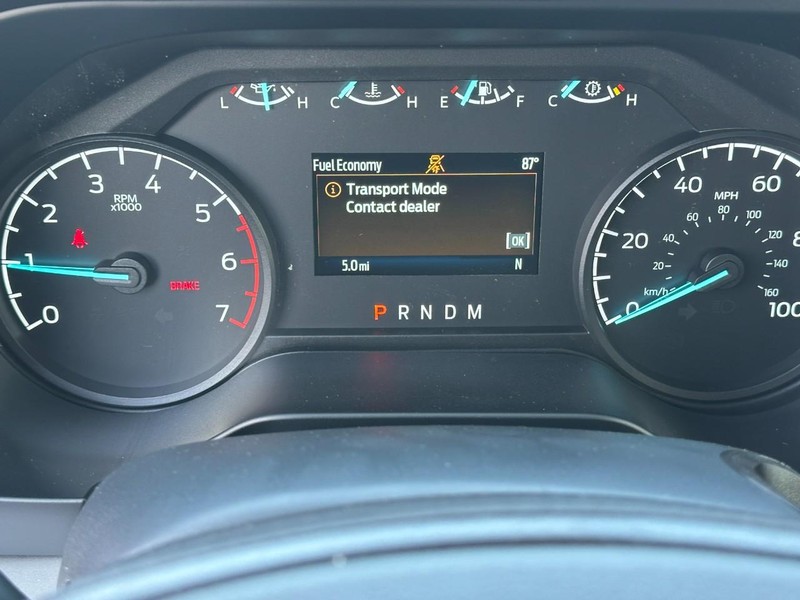 L H
C H
E F
C H
Fuel Economy 87°
Transport Mode
Contact dealer
[OK]
5.0 mi N
P R N D M
0
1
2
3
4
5
6
7
RPM
x1000
BRAKE
0
20
40
60
8
100
MPH
km/h
20
40
60
80
100
120
140
160